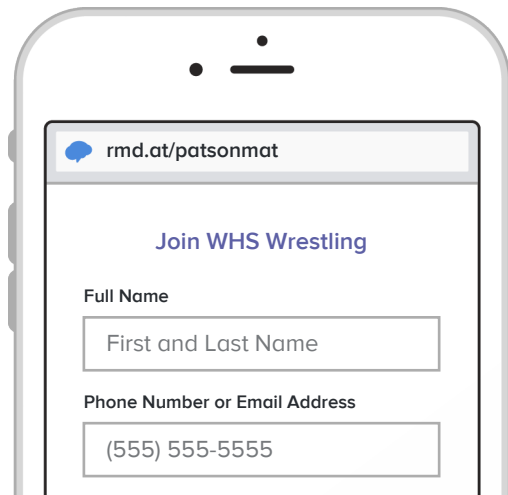 rmd.at/patsonmat
Join WHS Wrestling
Full Name
First and Last Name
Phone Number or Email Address
(555) 555-5555